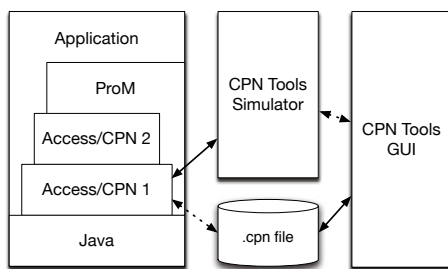 Application
ProM
Access/CPN 2
Access/CPN 1
Java
CPN Tools
Simulator
.cpn file
CPN Tools
GUI